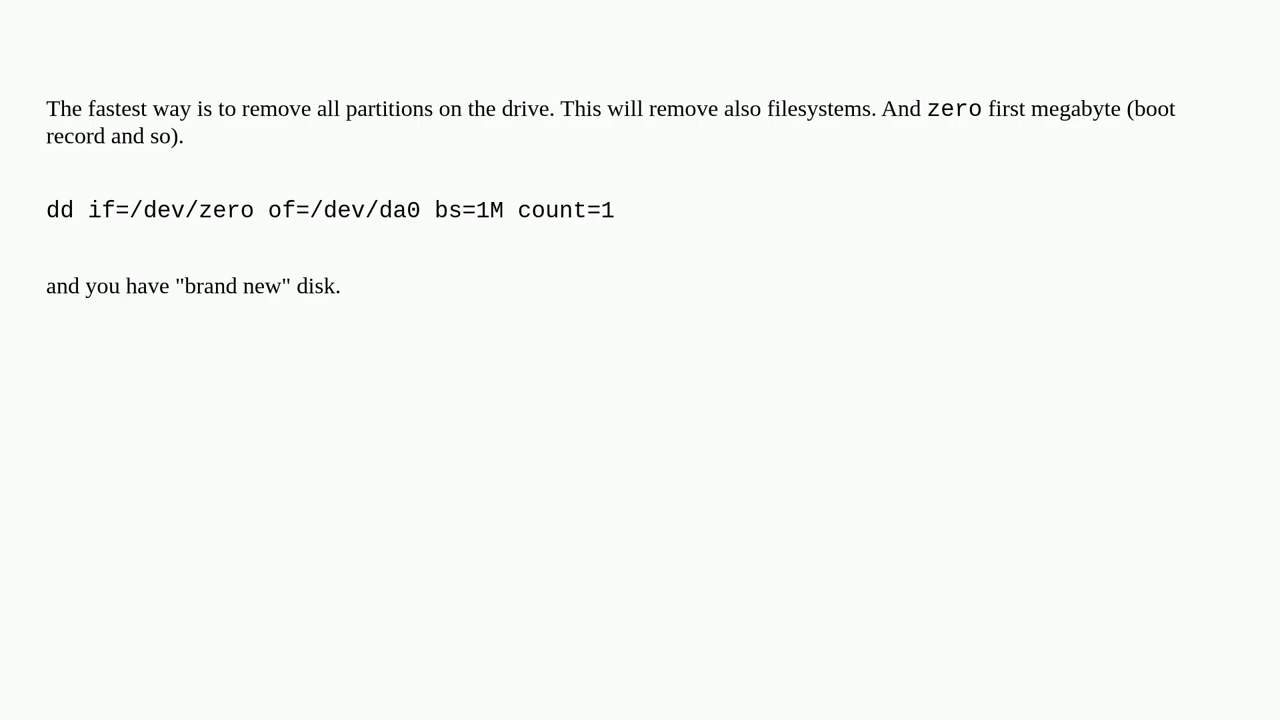 The fastest way is to remove all partitions on the drive. This will remove also filesystems. And zero first megabyte (boot
record and so).
dd if=/dev/zero of=/dev/da0 bs=1M count=1
and you have "brand new" disk.